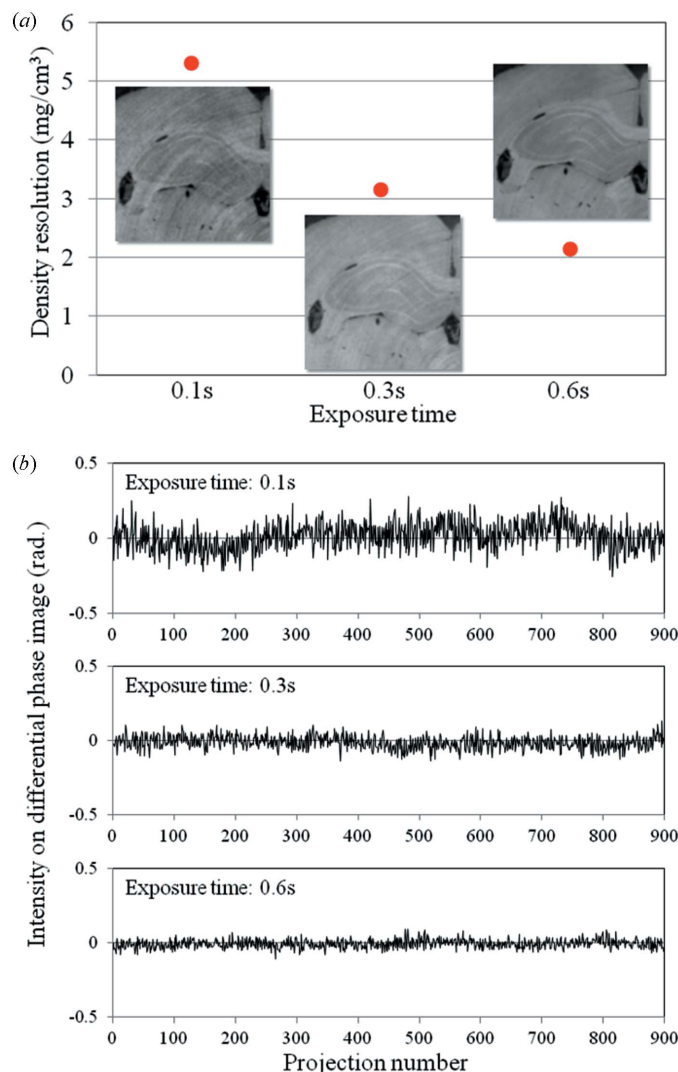 (a)
Density resolution (mg/cm³)
6
5
4
3
2
1
0
0.1s 0.3s 0.6s
Exposure time
(b)
Intensity on differential phase image (rad.)
0.5
Exposure time: 0.1s
0
-0.5
0 100 200 300 400 500 600 700 800 900
0.5
Exposure time: 0.3s
0
-0.5
0 100 200 300 400 500 600 700 800 900
0.5
Exposure time: 0.6s
0
-0.5
0 100 200 300 400 500 600 700 800 900
Projection number